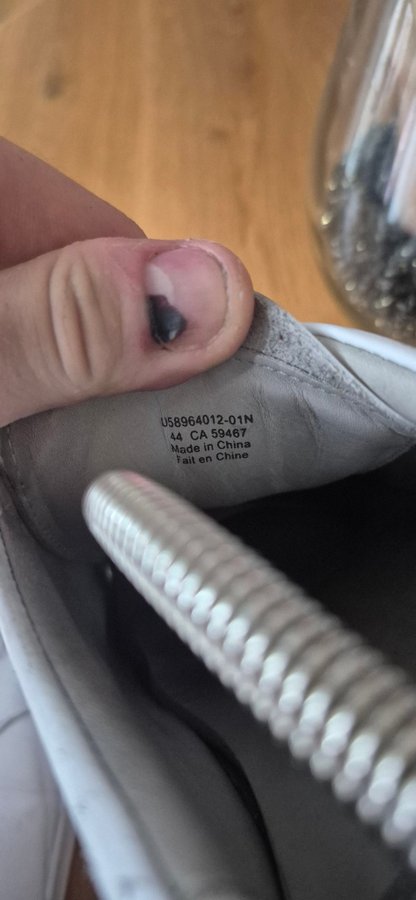 U58964012-01N
44 CA 59467
Made in China
Fait en Chine